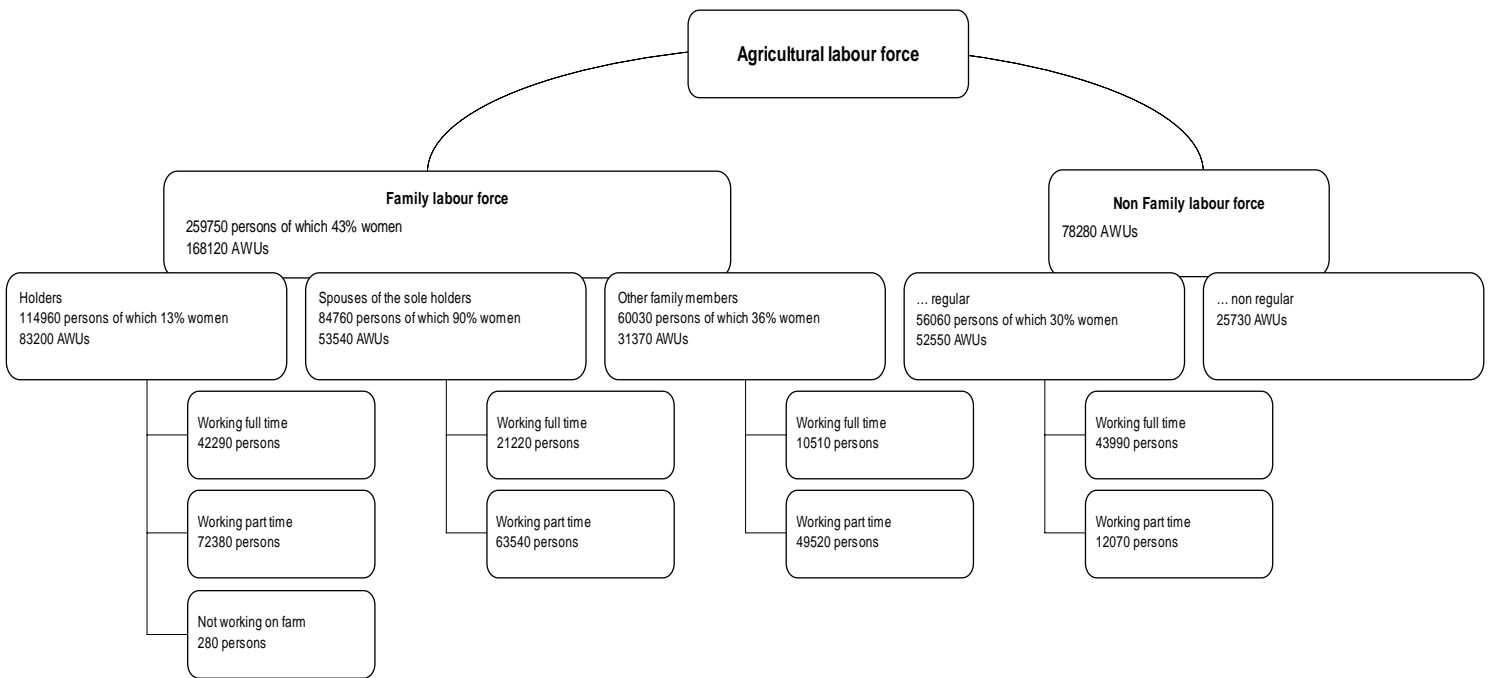 Agricultural labour force
Family labour force
259750 persons of which 43% women
168120 AWUs
Non Family labour force
78280 AWUs
Holders
114960 persons of which 13% women
83200 AWUs
Spouses of the sole holders
84760 persons of which 90% women
53540 AWUs
Other family members
60030 persons of which 36% women
31370 AWUs
... regular
56060 persons of which 30% women
52550 AWUs
... non regular
25730 AWUs
Working full time
42290 persons
Working full time
21220 persons
Working full time
10510 persons
Working full time
43990 persons
Working part time
72380 persons
Working part time
63540 persons
Working part time
49520 persons
Working part time
12070 persons
Not working on farm
280 persons